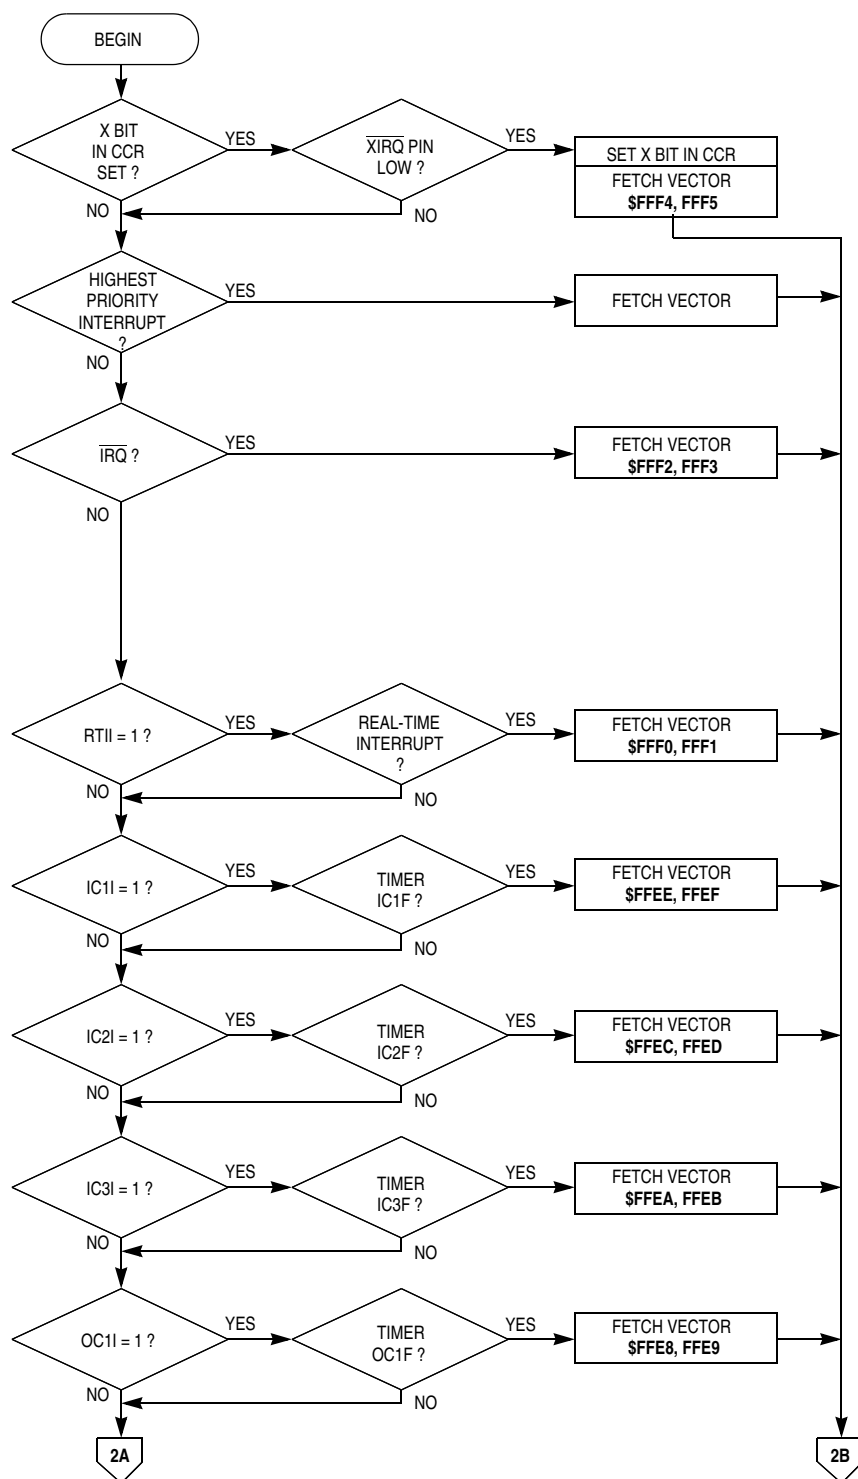 BEGIN
X BIT
IN CCR
SET ?
YES
XIRQ PIN
LOW ?
YES
SET X BIT IN CCR
FETCH VECTOR
$FFF4, FFF5
NO
NO
HIGHEST
PRIORITY
INTERRUPT
?
YES
FETCH VECTOR
NO
IRQ ?
YES
FETCH VECTOR
$FFF2, FFF3
NO
RTII = 1 ?
YES
REAL-TIME
INTERRUPT
?
YES
FETCH VECTOR
$FFF0, FFF1
NO
NO
IC1I = 1 ?
YES
TIMER
IC1F ?
YES
FETCH VECTOR
$FFEE, FFEF
NO
NO
IC2I = 1 ?
YES
TIMER
IC2F ?
YES
FETCH VECTOR
$FFEC, FFED
NO
NO
IC3I = 1 ?
YES
TIMER
IC3F ?
YES
FETCH VECTOR
$FFEA, FFEB
NO
NO
OC1I = 1 ?
YES
TIMER
OC1F ?
YES
FETCH VECTOR
$FFE8, FFE9
NO
NO
2A
2B